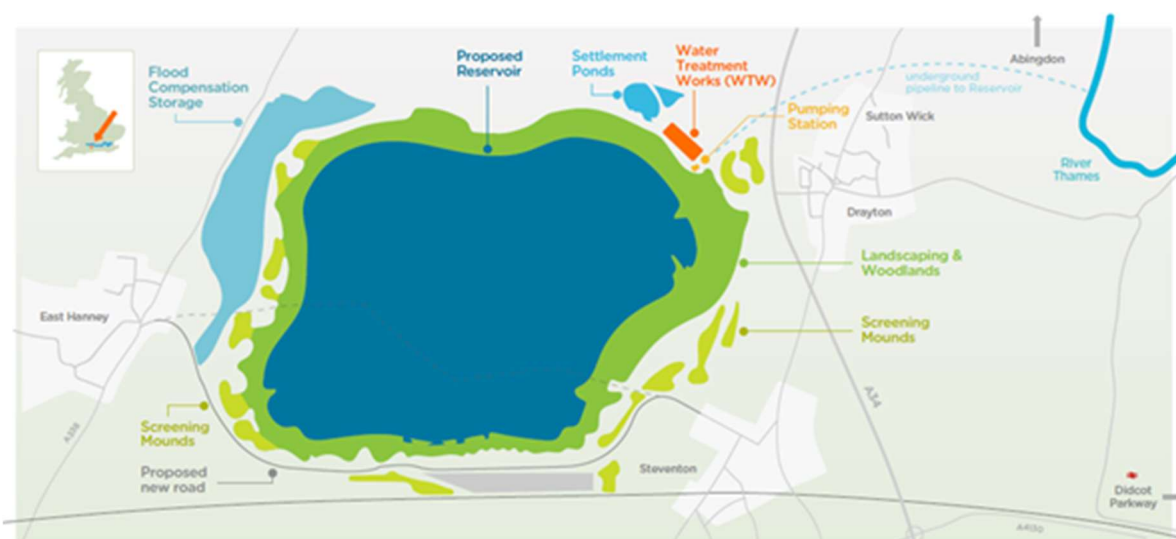 Flood
Compensation
Storage
Proposed
Reservoir
Settlement
Ponds
Water
Treatment
Works (WTW)
Pumping
Station
Abingdon
underground
pipeline to Reservoir
Sutton Wick
River
Thames
Drayton
Landscaping &
Woodlands
Screening
Mounds
East Hanney
A338
A34
Screening
Mounds
Proposed
new road
Steventon
Didcot
Parkway
A4130